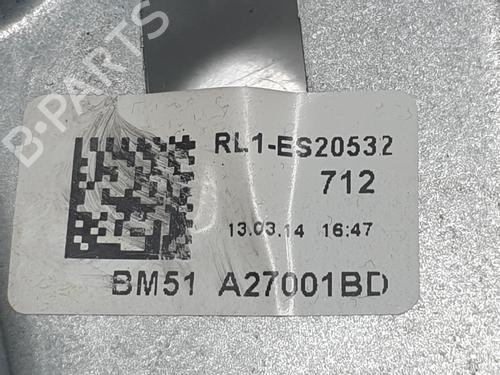 B-PARTS
RL1-ES20532
712
13.03.14 16:47
BM51 A27001BD